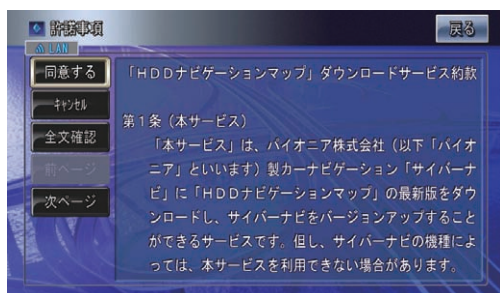 許諾事項
戻る
LAN
同意する
キャンセル
全文確認
前ページ
次ページ
「HDDナビゲーションマップ」ダウンロードサービス約款
第1条（本サービス）
「本サービス」は、パイオニア株式会社（以下「パイオ
ニア」といいます）製カーナビゲーション「サイバーナ
ビ」に「HDDナビゲーションマップ」の最新版をダウ
ンロードし、サイバーナビをバージョンアップすること
ができるサービスです。但し、サイバーナビの機種によ
っては、本サービスを利用できない場合があります。